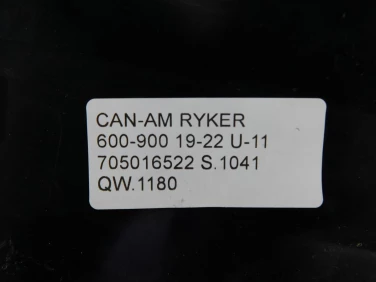 CAN-AM RYKER
600-900 19-22 U-11
705016522 S.1041
QW.1180